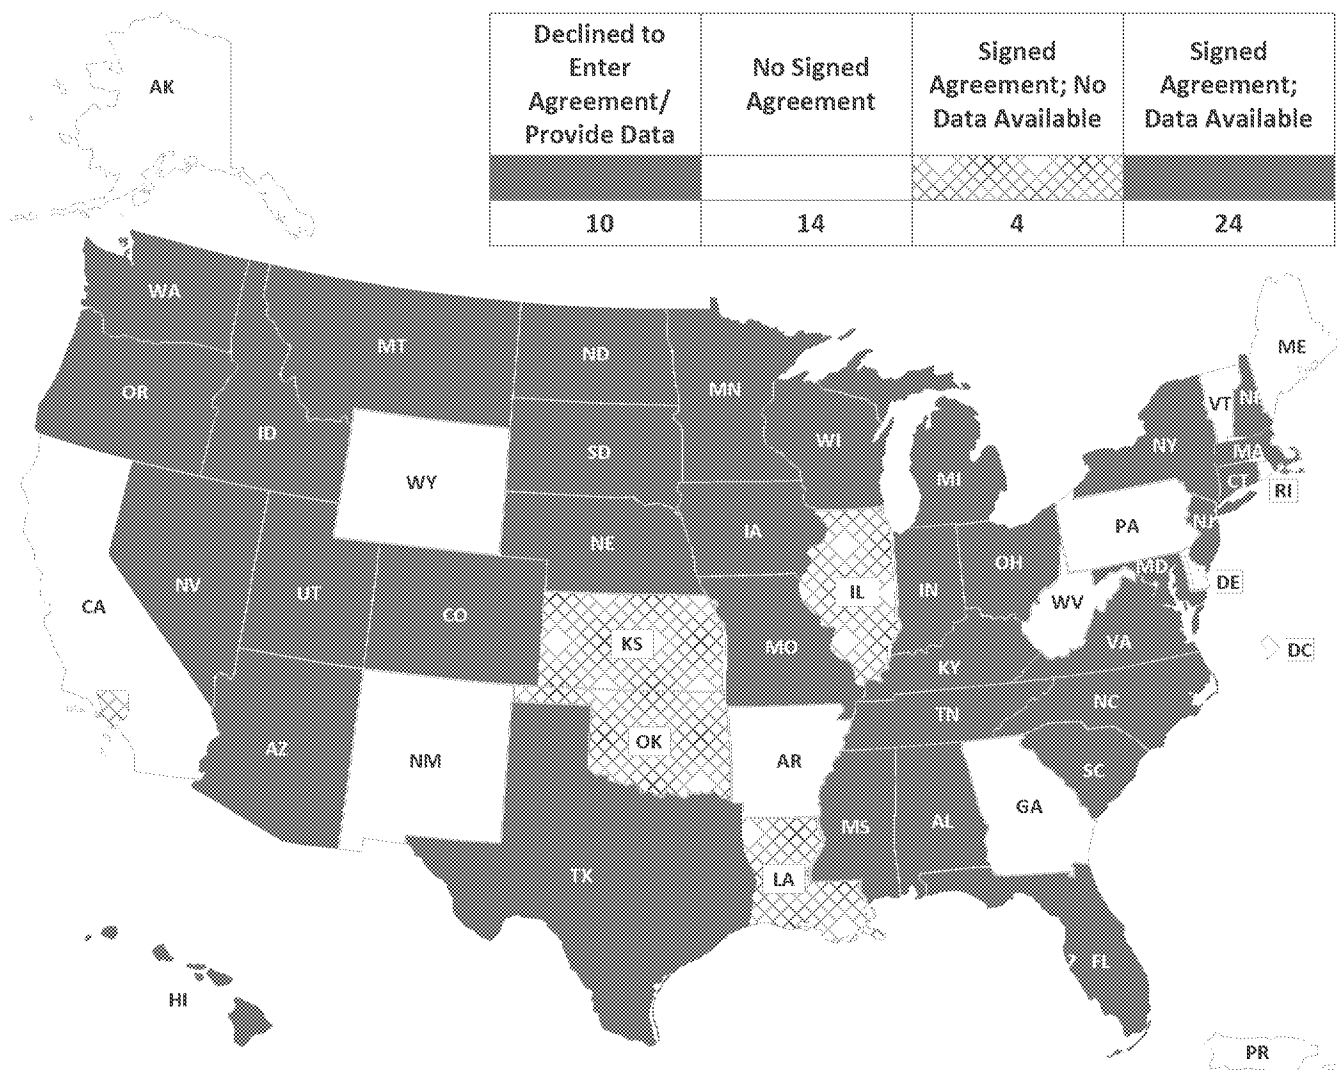 Declined to
Enter
Agreement/
Provide Data
No Signed
Agreement
Signed
Agreement; No
Data Available
Signed
Agreement;
Data Available
10
14
4
24
AK
WA
MT
ND
MN
ME
OR
ID
SD
WI
MI
NY
VT
NH
MA
CT
RI
WY
NE
IA
IL
IN
OH
PA
NJ
DE
MD
WV
VA
DC
CA
NV
UT
CO
KS
MO
KY
TN
NC
AZ
NM
OK
AR
SC
GA
MS
AL
LA
TX
FL
HI
PR